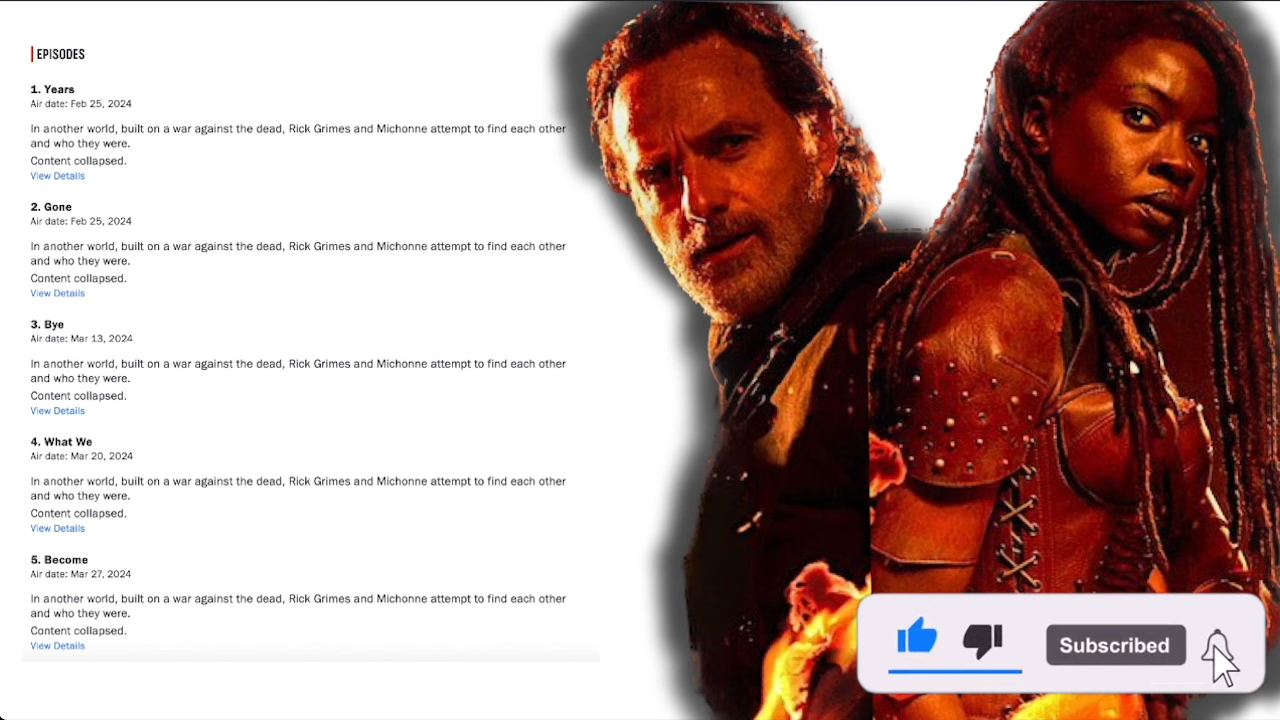 EPISODES
1. Years
Air date: Feb 25, 2024
In another world, built on a war against the dead, Rick Grimes and Michonne attempt to find each other
and who they were.
Content collapsed.
View Details
2. Gone
Air date: Feb 25, 2024
In another world, built on a war against the dead, Rick Grimes and Michonne attempt to find each other
and who they were.
Content collapsed.
View Details
3. Bye
Air date: Mar 13, 2024
In another world, built on a war against the dead, Rick Grimes and Michonne attempt to find each other
and who they were.
Content collapsed.
View Details
4. What We
Air date: Mar 20, 2024
In another world, built on a war against the dead, Rick Grimes and Michonne attempt to find each other
and who they were.
Content collapsed.
View Details
5. Become
Air date: Mar 27, 2024
In another world, built on a war against the dead, Rick Grimes and Michonne attempt to find each other
and who they were.
Content collapsed.
View Details
Subscribed